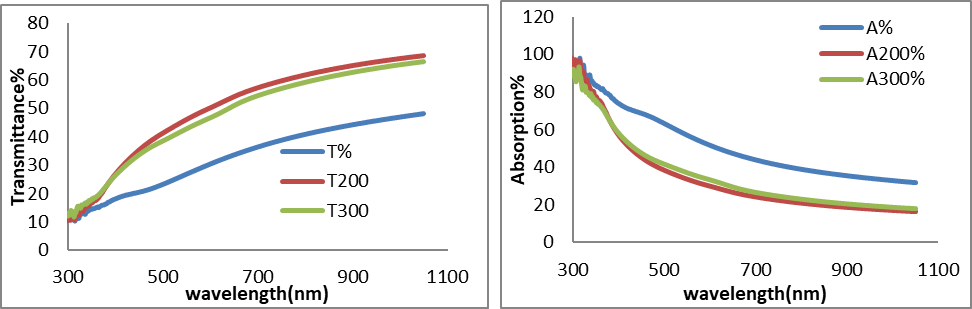 80
70
60
50
40
30
20
10
0
Transmittance%
T%
T200
T300
300 500 700 900 1100
wavelength(nm)
120
100
80
60
40
20
0
Absorption%
A%
A200%
A300%
300 500 700 900 1100
wavelength(nm)